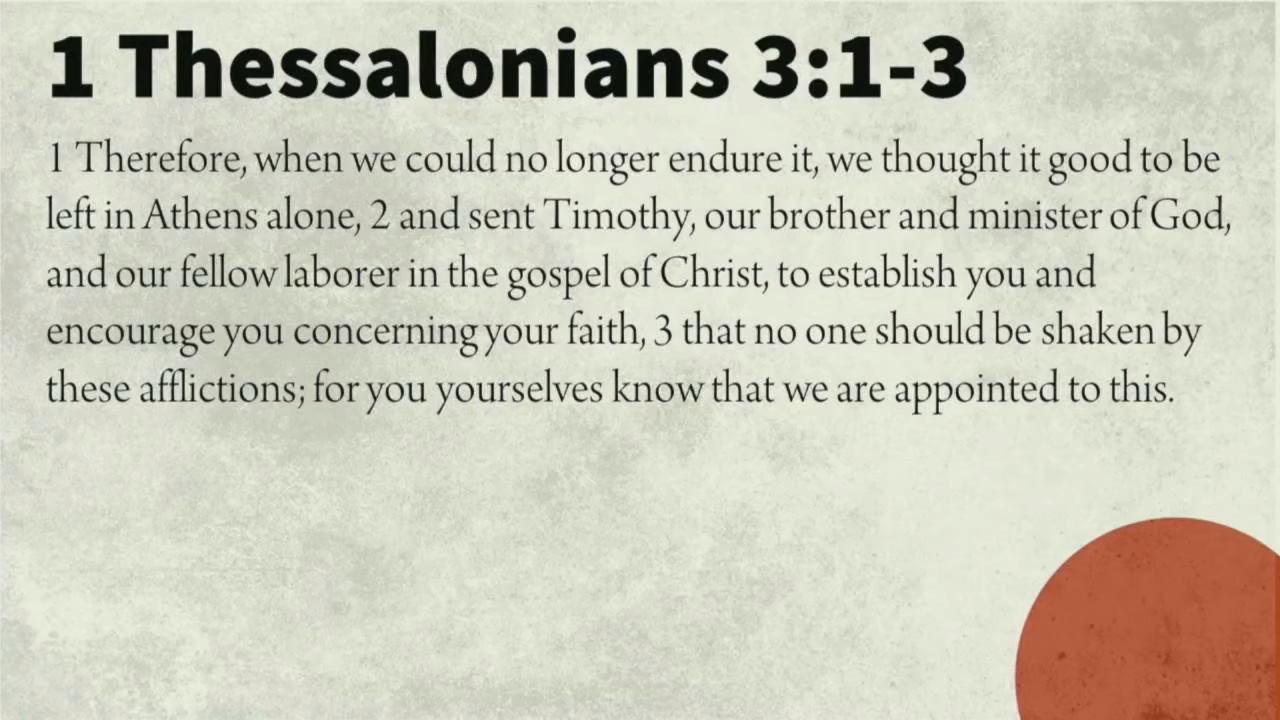 1 Thessalonians 3:1-3
1 Therefore, when we could no longer endure it, we thought it good to be
left in Athens alone, 2 and sent Timothy, our brother and minister of God,
and our fellow laborer in the gospel of Christ, to establish you and
encourage you concerning your faith, 3 that no one should be shaken by
these afflictions; for you yourselves know that we are appointed to this.